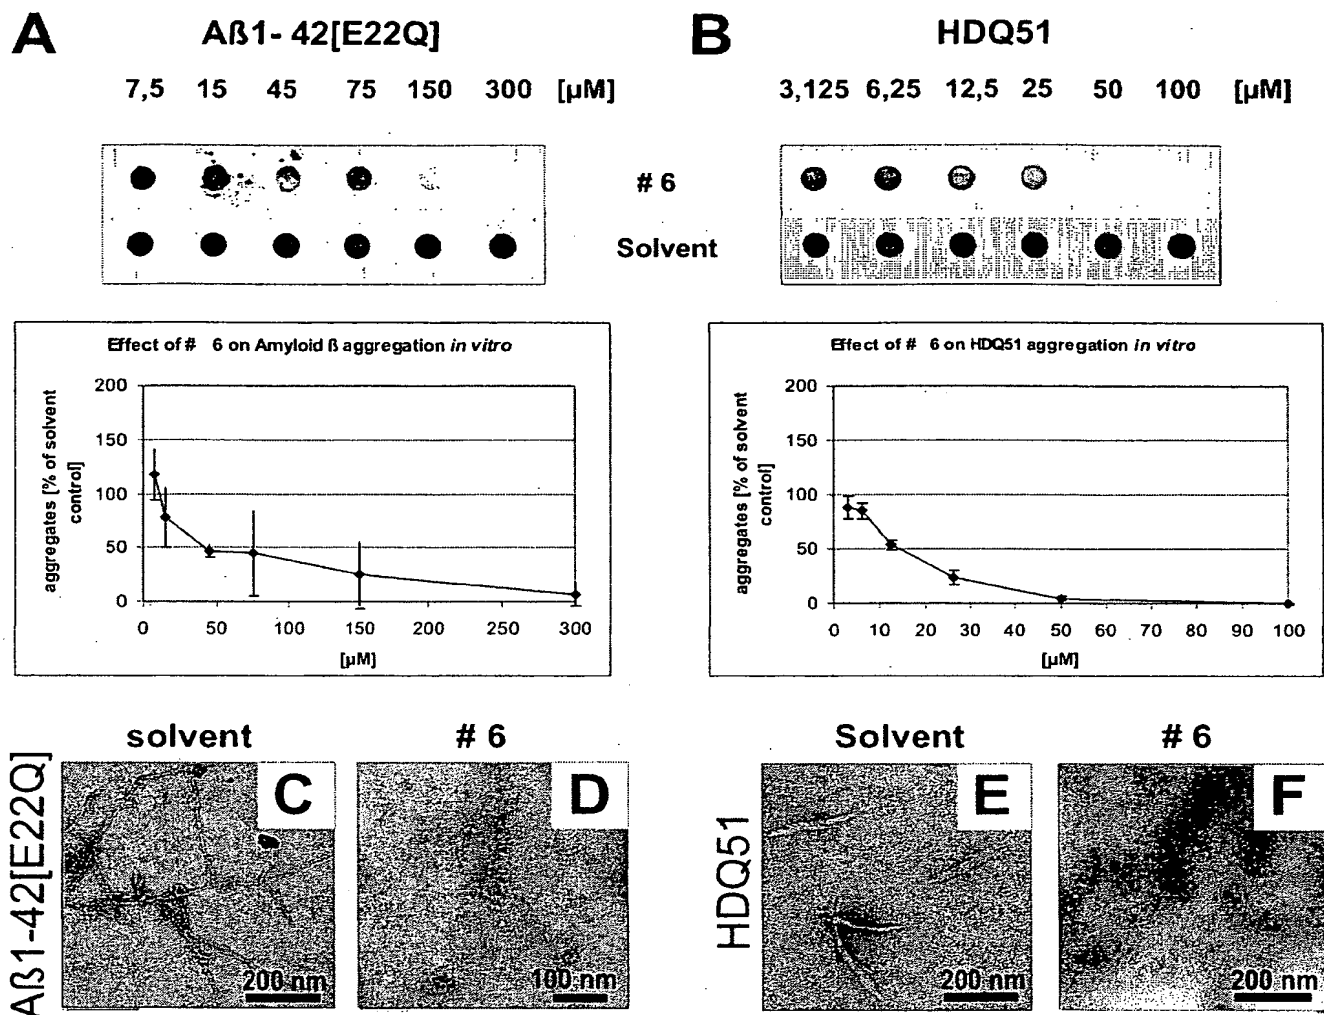 A Aß1- 42[E22Q]
7,5 15 45 75 150 300 [µM]
B HDQ51
3,125 6,25 12,5 25 50 100 [µM]
# 6
Solvent
Effect of # 6 on Amyloid ß aggregation in vitro
aggregates [% of solvent
control]
200
150
100
50
0
0 50 100 150 200 150 300
[µM]
Effect of # 6 on HDQ51 aggregation in vitro
aggregates [% of solvent
control]
200
150
100
50
0
0 10 20 30 40 50 60 70 80 90 100
[µM]
Aß1-42[E22Q]
solvent
C
200 nm
# 6
D
100 nm
HDQ51
Solvent
E
200 nm
# 6
F
200 nm